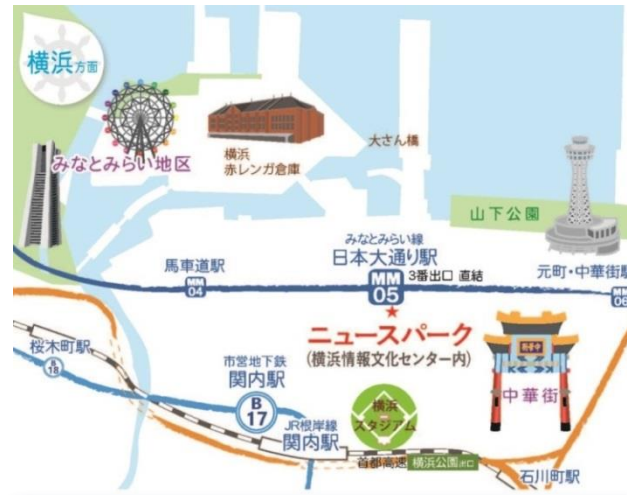 横浜方面
みなとみらい地区
横浜
赤レンガ倉庫
大さん橋
山下公園
みなとみらい線
日本大通り駅
馬車道駅
MM
04
MM
05
3番出口 直結
元町・中華街駅
MM
06
ニュースパーク
(横浜情報文化センター内)
桜木町駅
B
18
市営地下鉄
関内駅
B
17
JR根岸線
関内駅
横浜
スタジアム
中華街
首都高速
横浜公園出口
石川町駅